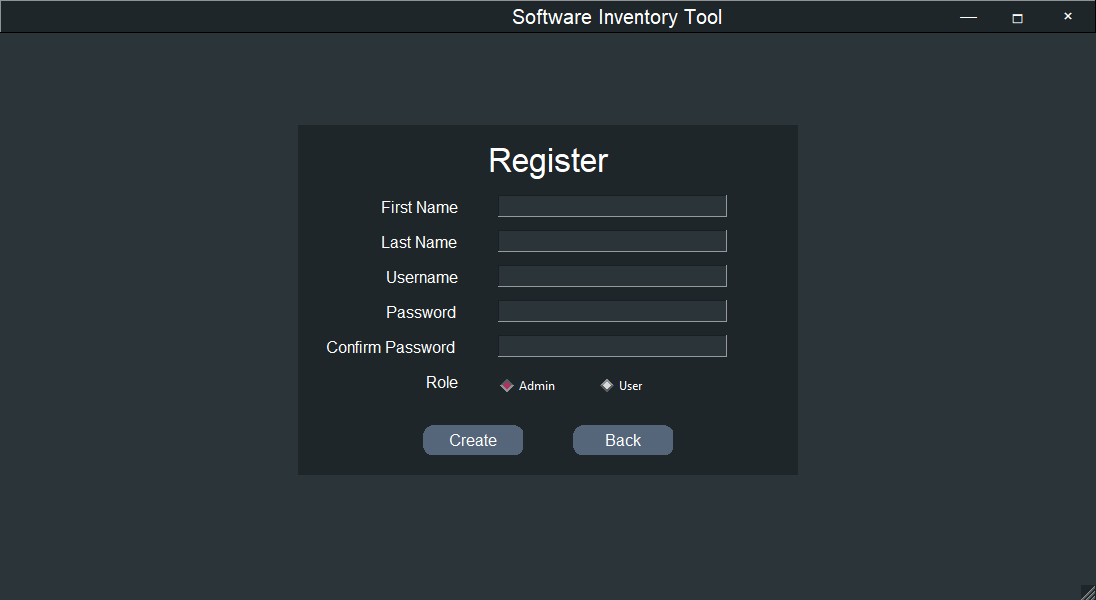 Software Inventory Tool
Register
First Name
Last Name
Username
Password
Confirm Password
Role Admin User
Create Back